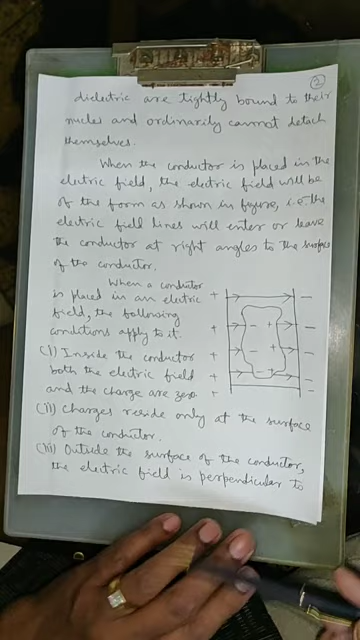 2
dielectric are tightly bound to their
nuclei and ordinarily cannot detach
themselves.
When the conductor is placed in the
electric field, the electric field will be
of the form as shown in figure, i.e. the
electric field lines will enter or leave
the conductor at right angles to the surface
of the conductor.
When a conductor
is placed in an electric
field, the following
conditions apply to it.
(i) Inside the conductor
both the electric field
and the charge are zero
+ + + + +
- + - + - +
- - - - -
(ii) Charges reside only at the surface
of the conductor.
(iii) Outside the surface of the conductor,
the electric field is perpendicular to